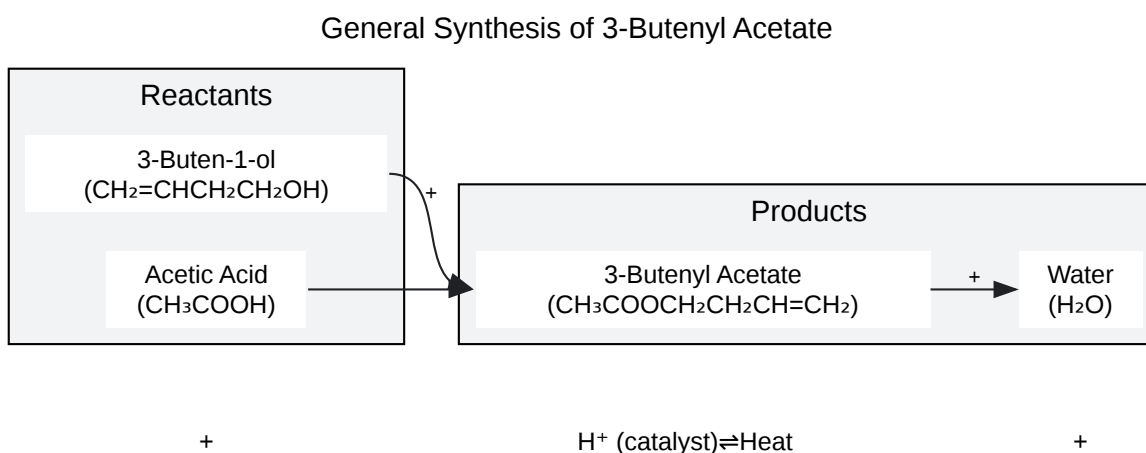 General Synthesis of 3-Butenyl Acetate
Reactants
3-Buten-1-ol
(CH₂=CHCH₂CH₂OH)
+
Acetic Acid
(CH₃COOH)
Products
3-Butenyl Acetate
(CH₃COOCH₂CH₂CH=CH₂)
+
Water
(H₂O)
+
H⁺ (catalyst)⇌Heat
+